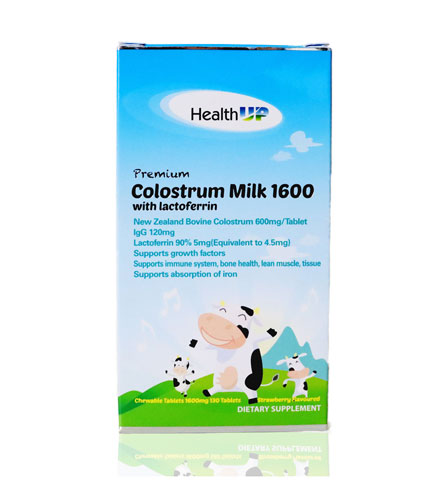 HealthUP
Premium
Colostrum Milk 1600
with lactoferrin
New Zealand Bovine Colostrum 600mg/Tablet
IgG 120mg
Lactoferrin 90% 5mg(Equivalent to 4.5mg)
Supports growth factors
Supports immune system, bone health, lean muscle, tissue
Supports absorption of iron
Chewable Tablets 1600mg 130 Tablets
Strawberry Flavoured
DIETARY SUPPLEMENT